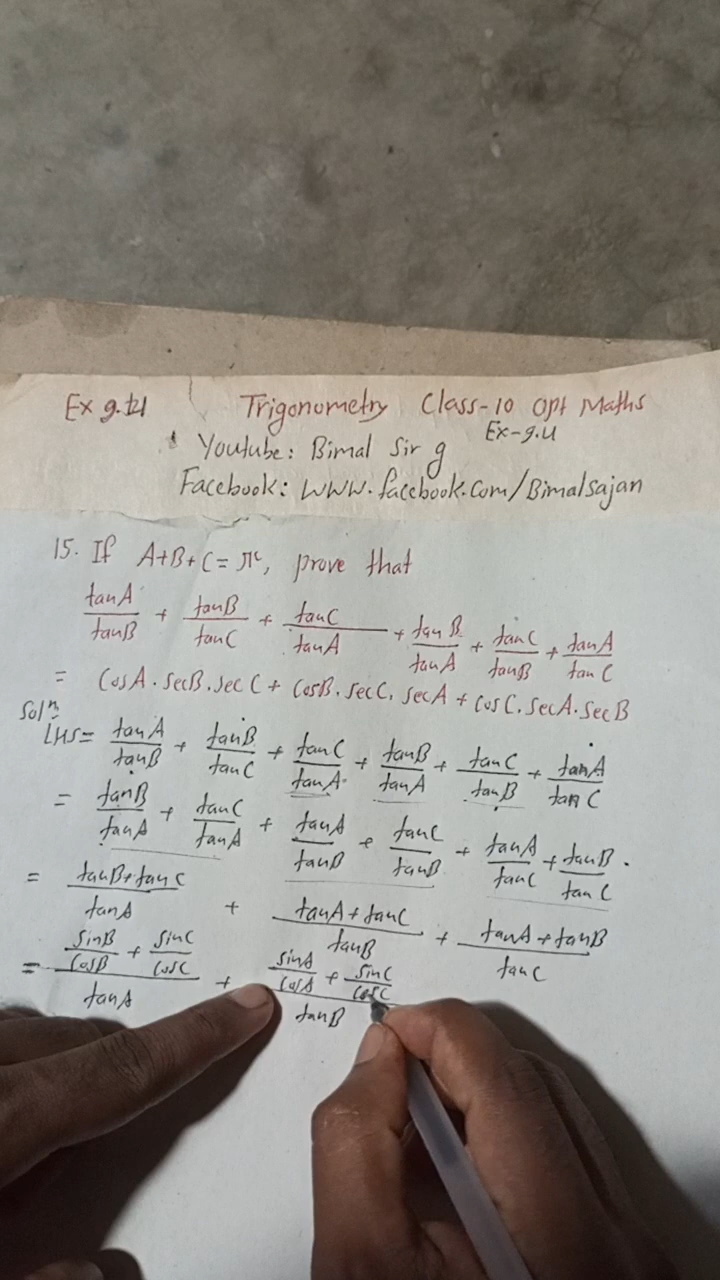 Ex 9.4 Trigonometry Class-10 Opt Maths
Ex-9.4
Youtube: Bimal Sir g
Facebook: WWW.facebook.com/Bimalsajan
15. If A+B+C= πᶜ, prove that
tanA/tanB + tanB/tanC + tanC/tanA + tanB/tanA + tanC/tanB + tanA/tanC
= CosA.secB.secC + CosB.secC.secA + CosC.secA.SecB
Solⁿ
LHS= tanA/tanB + tanB/tanC + tanC/tanA + tanB/tanA + tanC/tanB + tanA/tanC
= tanB/tanA + tanC/tanA + tanA/tanB + tanC/tanB + tanA/tanC + tanB/tanC.
= (tanB+tanC)/tanA + (tanA+tanC)/tanB + (tanA+tanB)/tanC
= (sinB/CosB + sinC/CosC)/tanA + (sinA/CosA + sinC/CosC)/tanB